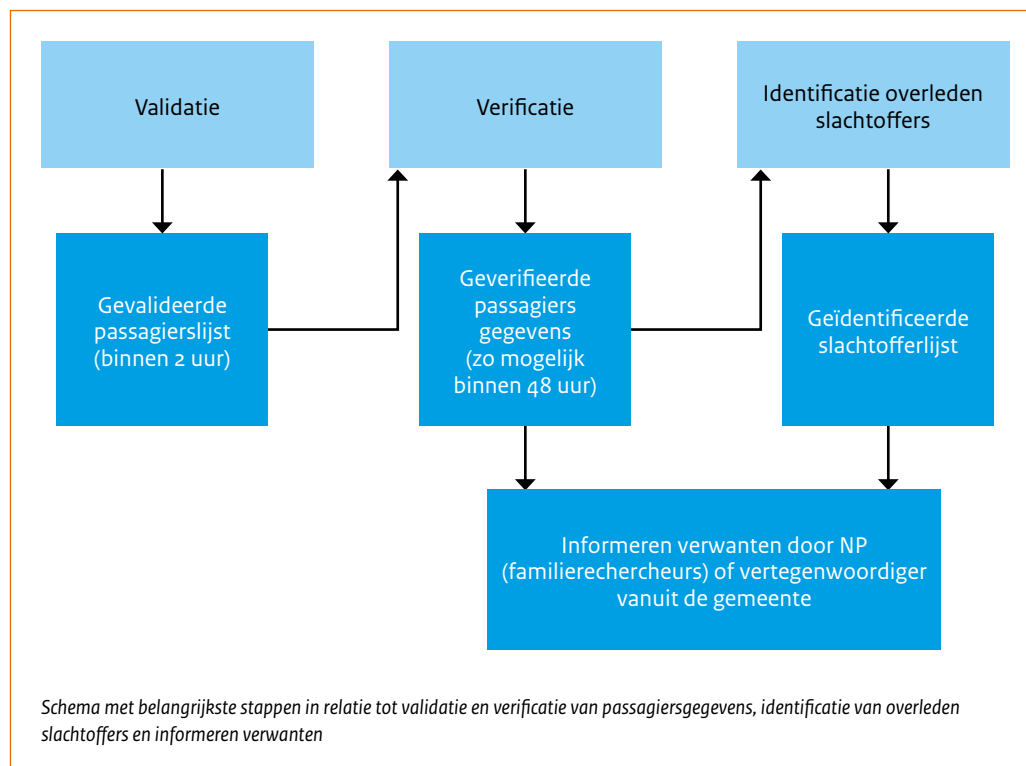 Validatie
Verificatie
Identificatie overleden
slachtoffers
Gevalideerde
passagierslijst
(binnen 2 uur)
Geverifieerde
passagiers
gegevens
(zo mogelijk
binnen 48 uur)
Geïdentificeerde
slachtofferlijst
Informeren verwanten door NP
(familierechercheurs) of vertegenwoordiger
vanuit de gemeente
Schema met belangrijkste stappen in relatie tot validatie en verificatie van passagiersgegevens, identificatie van overleden
slachtoffers en informeren verwanten